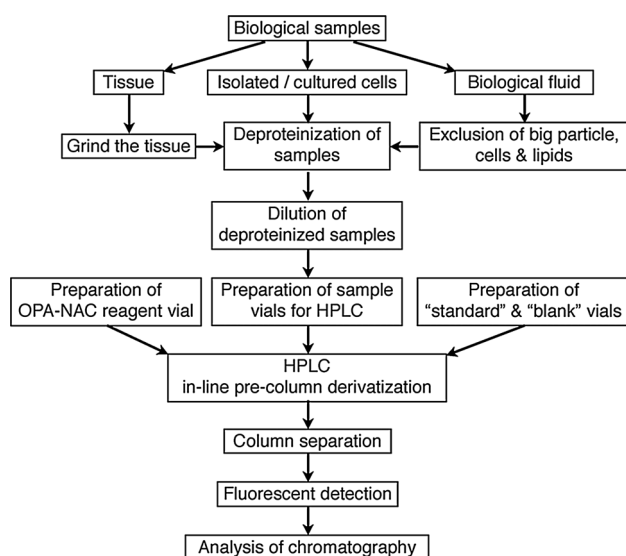 Biological samples
Tissue
Isolated / cultured cells
Biological fluid
Grind the tissue
Deproteinization of
samples
Exclusion of big particle,
cells & lipids
Dilution of
deproteinized samples
Preparation of
OPA-NAC reagent vial
Preparation of sample
vials for HPLC
Preparation of
“standard” & “blank” vials
HPLC
in-line pre-column derivatization
Column separation
Fluorescent detection
Analysis of chromatography